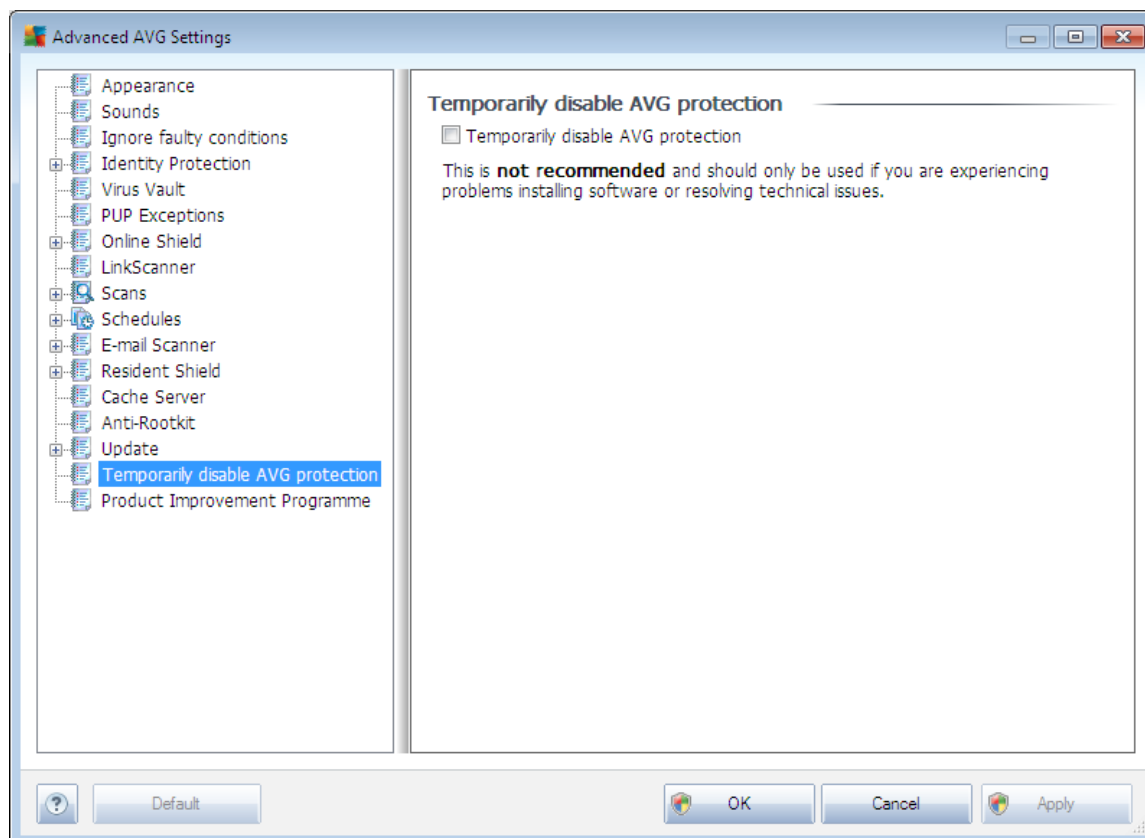 Advanced AVG Settings
Appearance
Sounds
Ignore faulty conditions
Identity Protection
Virus Vault
PUP Exceptions
Online Shield
LinkScanner
Scans
Schedules
E-mail Scanner
Resident Shield
Cache Server
Anti-Rootkit
Update
Temporarily disable AVG protection
Product Improvement Programme
Temporarily disable AVG protection
Temporarily disable AVG protection
This is not recommended and should only be used if you are experiencing
problems installing software or resolving technical issues.
?
Default
OK
Cancel
Apply